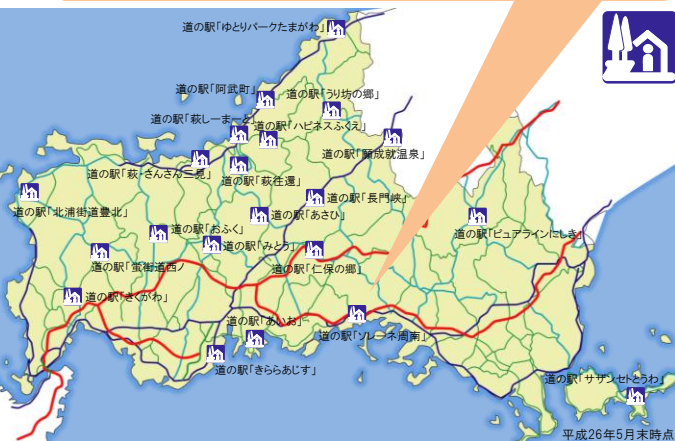 道の駅「ゆとりパークたまがわ」
道の駅「阿武町」
道の駅「うり坊の郷」
道の駅「萩しーまーと」
道の駅「ハピネスふくえ」
道の駅「願成就温泉」
道の駅「萩・さんさん三見」
道の駅「萩往還」
道の駅「長門峡」
道の駅「北浦街道豊北」
道の駅「あさひ」
道の駅「おふく」
道の駅「ピュアラインにしき」
道の駅「みとう」
道の駅「蛍街道西ノ
道の駅「仁保の郷」
道の駅「きくがわ」
道の駅「あいお」
道の駅「ソレーネ周南」
道の駅「きららあじす」
道の駅「サザンセトとうわ」
平成26年5月末時点